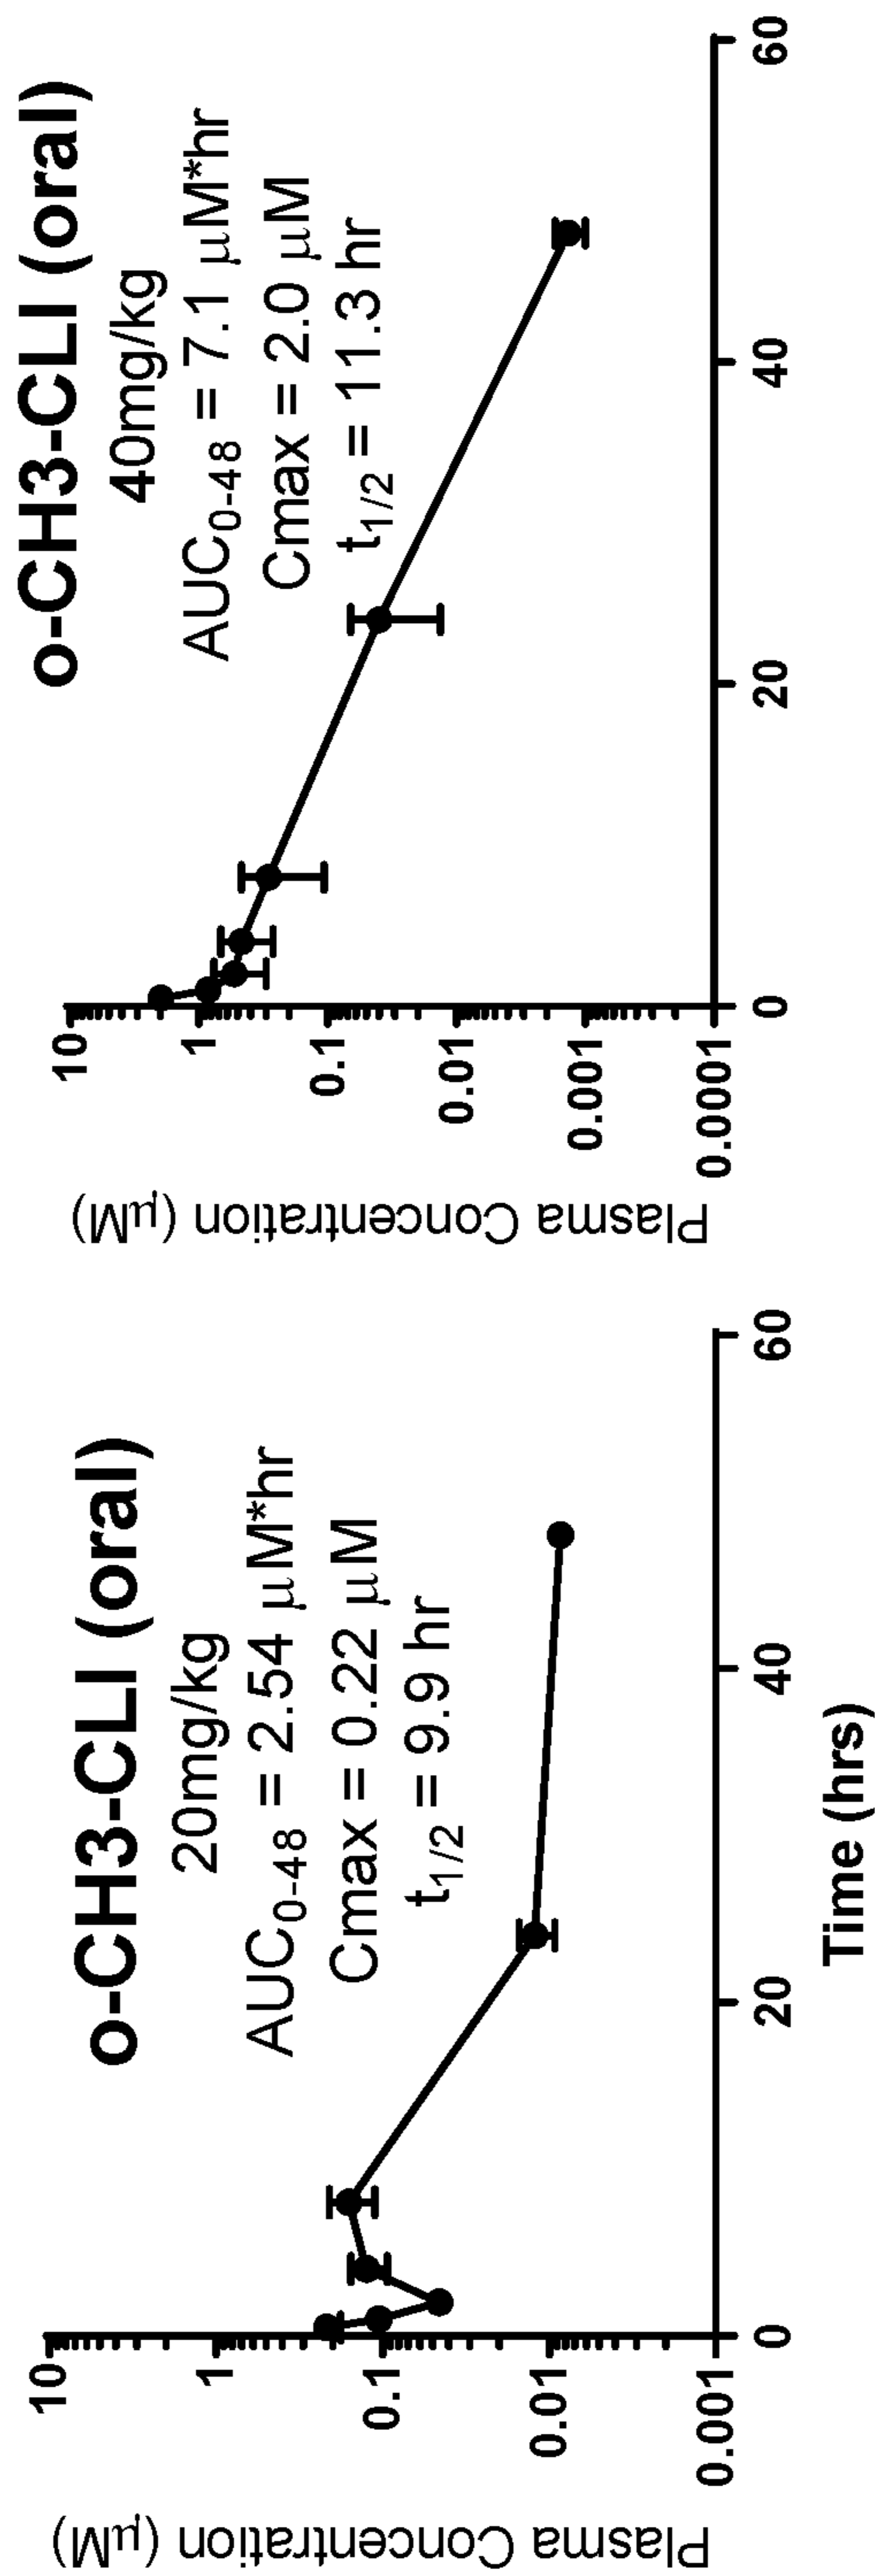 o-CH3-CLI (oral)
20mg/kg
AUC0-48 = 2.54 μM*hr
Cmax = 0.22 μM
t1/2 = 9.9 hr
Plasma Concentration (μM)
10
1
0.1
0.01
0.001
0
20
40
60
Time (hrs)
o-CH3-CLI (oral)
40mg/kg
AUC0-48 = 7.1 μM*hr
Cmax = 2.0 μM
t1/2 = 11.3 hr
Plasma Concentration (μM)
10
1
0.1
0.01
0.001
0.0001
0
20
40
60